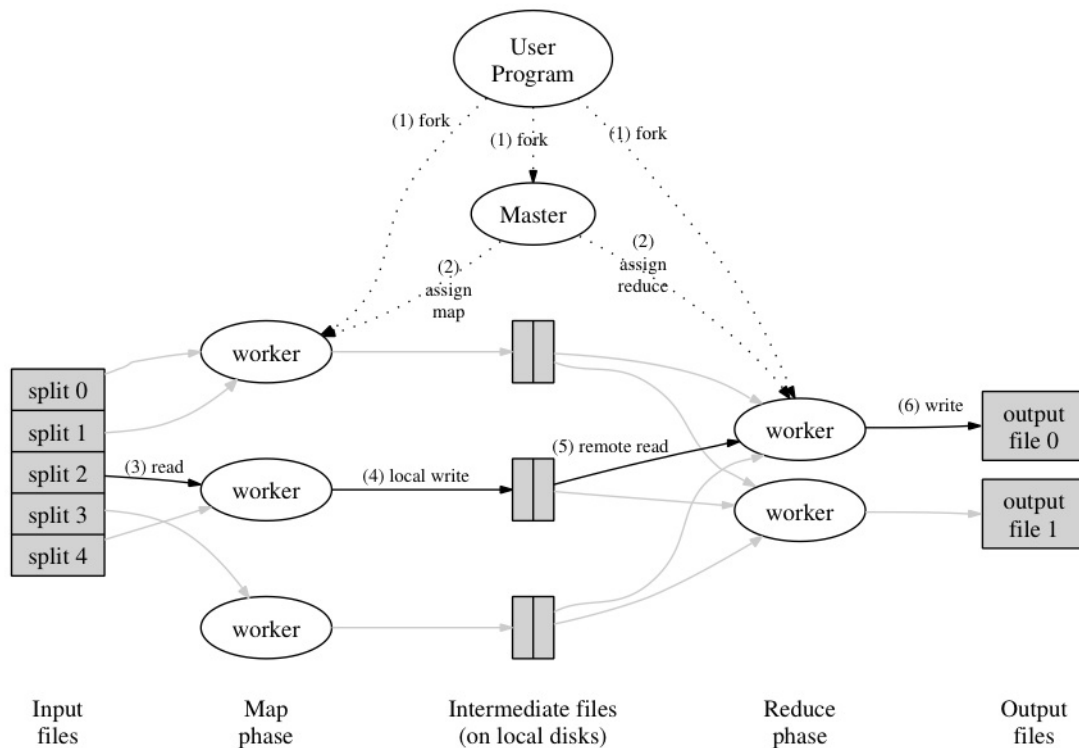 User
Program
(1) fork
(1) fork
(1) fork
Master
(2)
assign
map
(2)
assign
reduce
worker
split 0
split 1
split 2
split 3
split 4
(3) read
worker
(4) local write
worker
(5) remote read
worker
(6) write
output
file 0
worker
output
file 1
Input
files
Map
phase
Intermediate files
(on local disks)
Reduce
phase
Output
files